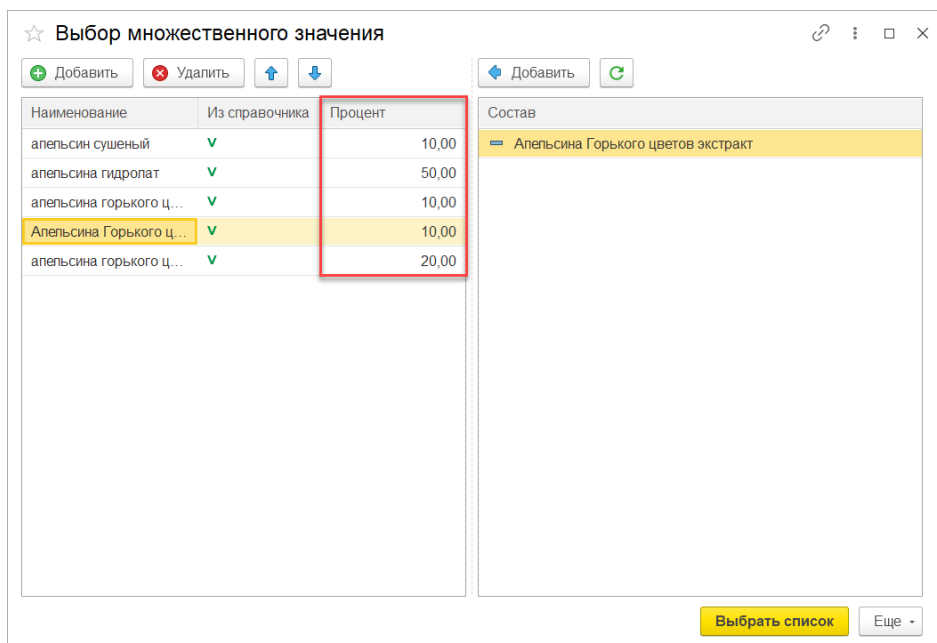 Выбор множественного значения
Добавить Удалить Добавить
Наименование Из справочника Процент Состав
апельсин сушеный V 10,00 Апельсина Горького цветов экстракт
апельсина гидролат V 50,00
апельсина горького ц... V 10,00
Апельсина Горького ц... V 10,00
апельсина горького ц... V 20,00
Выбрать список Еще